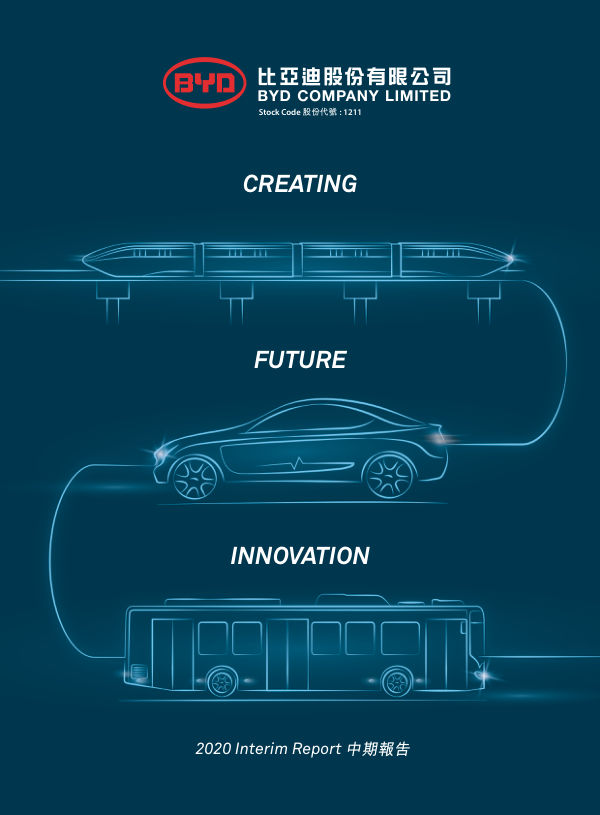 BYD
比亞迪股份有限公司
BYD COMPANY LIMITED
Stock Code 股份代號 : 1211
CREATING
FUTURE
INNOVATION
2020 Interim Report 中期報告